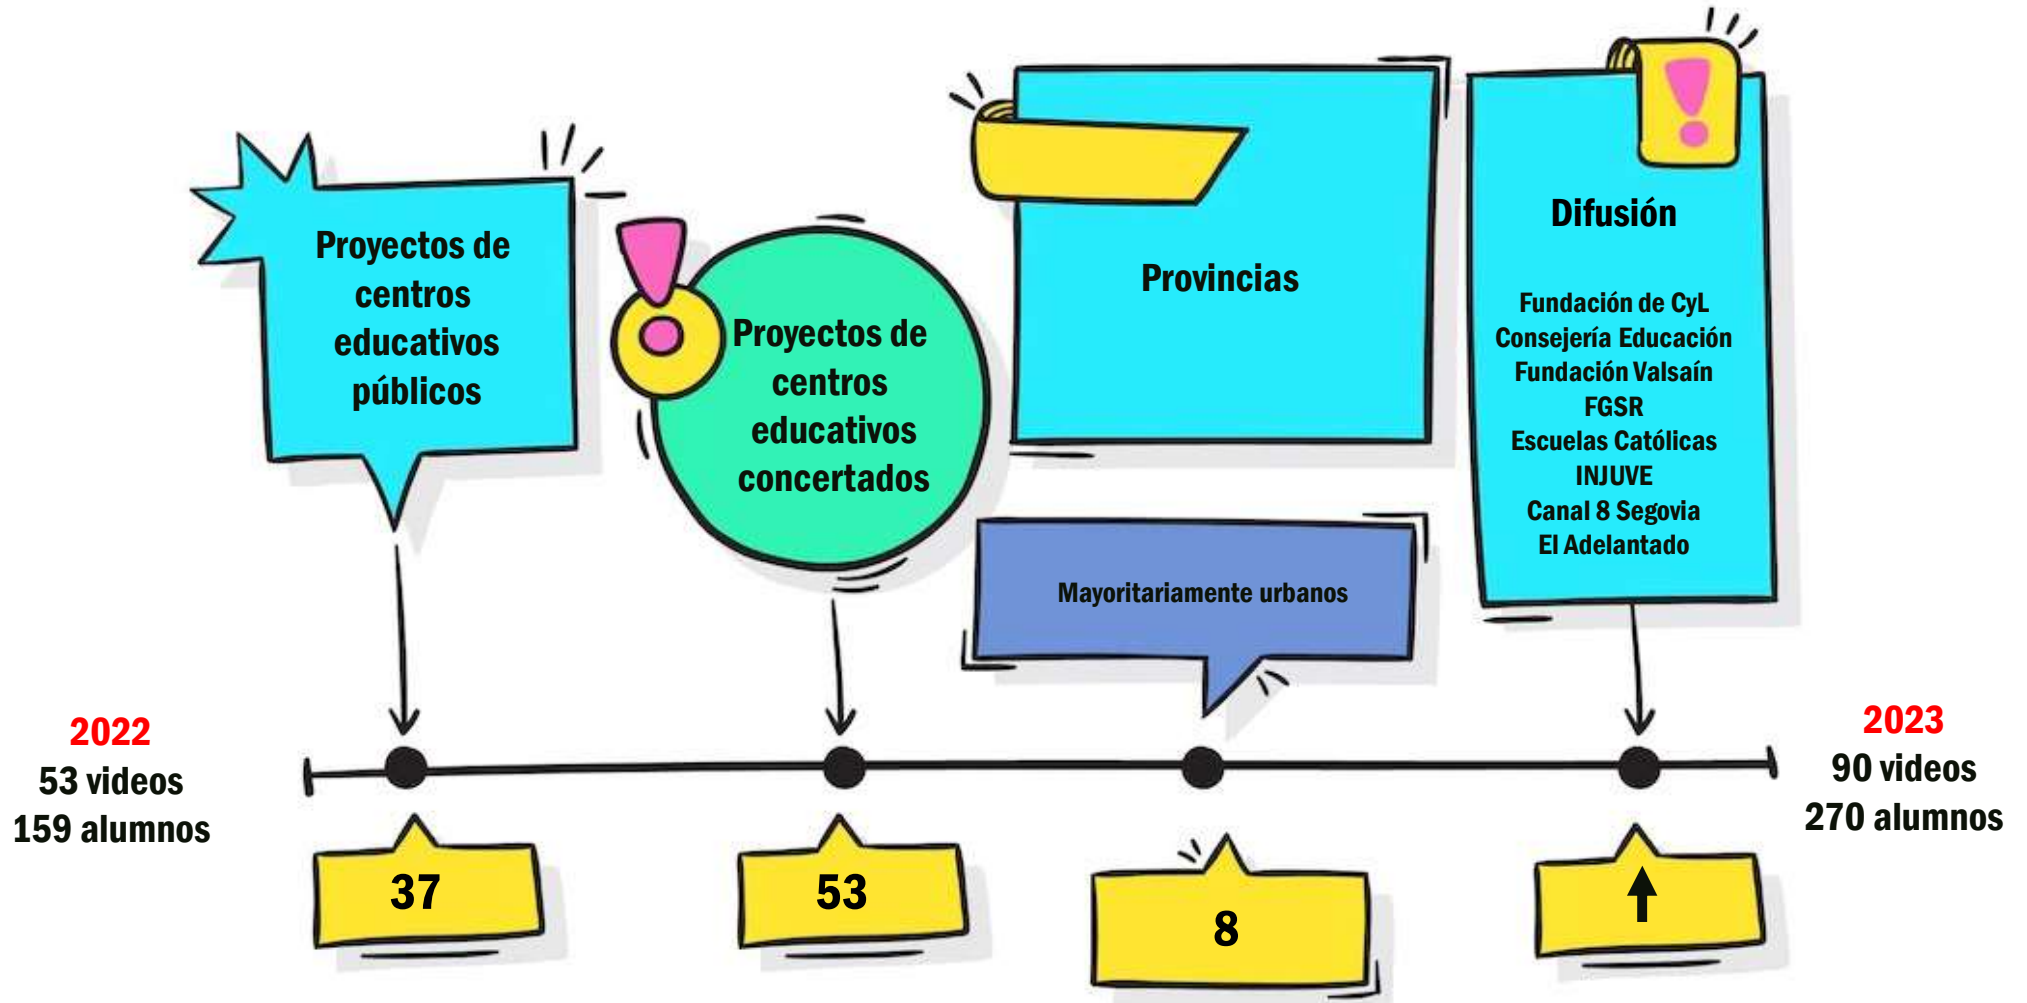 Proyectos de
centros
educativos
públicos
Proyectos de
centros
educativos
concertados
Provincias
Mayoritariamente urbanos
Difusión
Fundación de CyL
Consejería Educación
Fundación Valsaín
FGSR
Escuelas Católicas
INJUVE
Canal 8 Segovia
El Adelantado
2022
53 videos
159 alumnos
2023
90 videos
270 alumnos
37
53
8